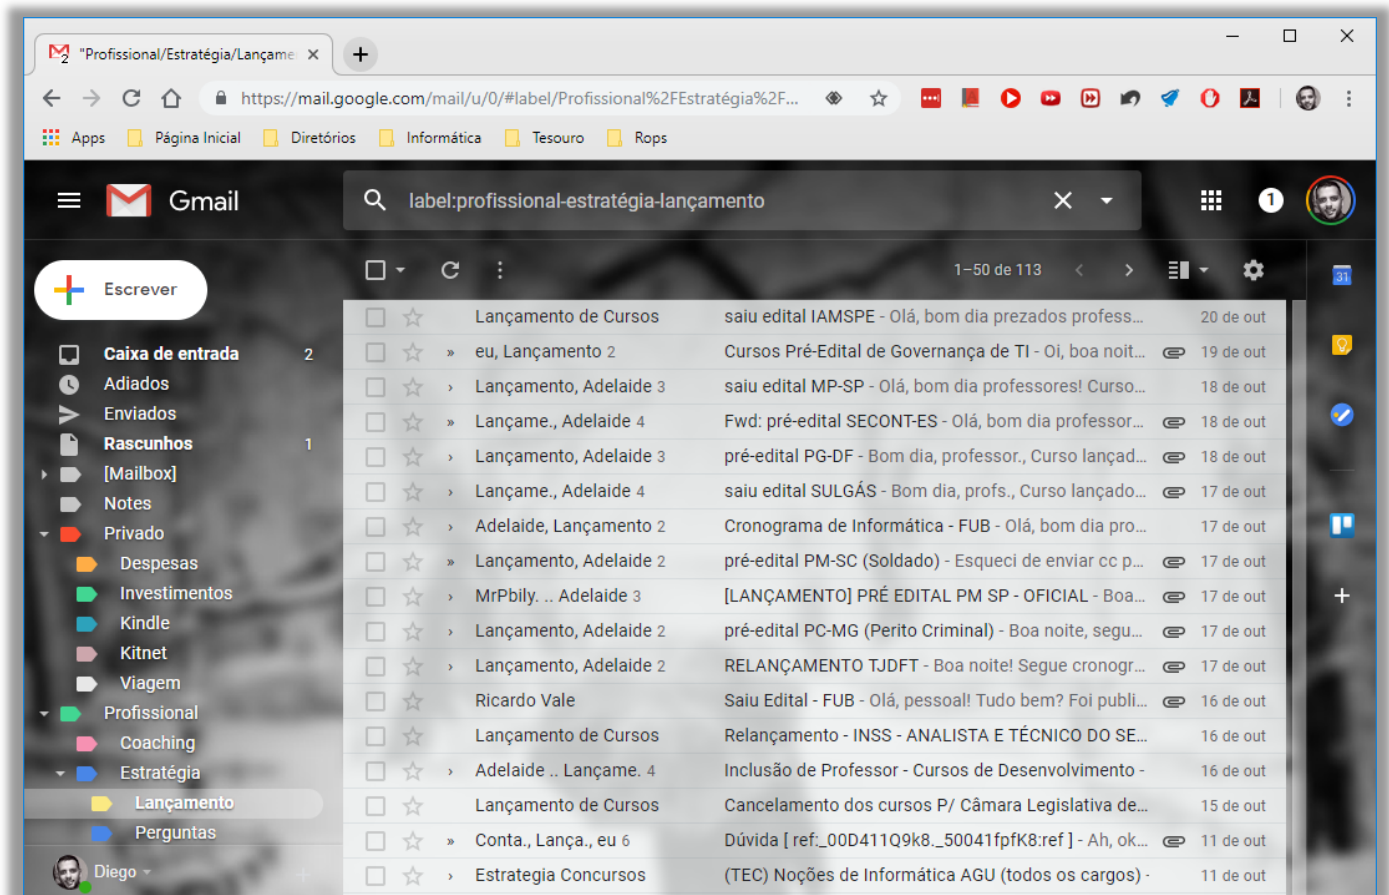 "Profissional/Estratégia/Lançame
https://mail.google.com/mail/u/0/#label/Profissional%2FEstratégia%2F...
Apps Página Inicial Diretórios Informática Tesouro Rops
Gmail
label:profissional-estratégia-lançamento
1
Escrever
1–50 de 113
31
Caixa de entrada 2
Adiados
Enviados
Rascunhos 1
[Mailbox]
Notes
Privado
Despesas
Investimentos
Kindle
Kitnet
Viagem
Profissional
Coaching
Estratégia
Lançamento
Perguntas
Diego
Lançamento de Cursos saiu edital IAMSPE - Olá, bom dia prezados profess... 20 de out
eu, Lançamento 2 Cursos Pré-Edital de Governança de TI - Oi, boa noit... 19 de out
Lançamento, Adelaide 3 saiu edital MP-SP - Olá, bom dia professores! Curso... 18 de out
Lançame., Adelaide 4 Fwd: pré-edital SECONT-ES - Olá, bom dia professor... 18 de out
Lançamento, Adelaide 3 pré-edital PG-DF - Bom dia, professor., Curso lançad... 18 de out
Lançame., Adelaide 4 saiu edital SULGÁS - Bom dia, profs., Curso lançado... 17 de out
Adelaide, Lançamento 2 Cronograma de Informática - FUB - Olá, bom dia pro... 17 de out
Lançamento, Adelaide 2 pré-edital PM-SC (Soldado) - Esqueci de enviar cc p... 17 de out
MrPbily. .. Adelaide 3 [LANÇAMENTO] PRÉ EDITAL PM SP - OFICIAL - Boa... 17 de out
Lançamento, Adelaide 2 pré-edital PC-MG (Perito Criminal) - Boa noite, segu... 17 de out
Lançamento, Adelaide 2 RELANÇAMENTO TJDFT - Boa noite! Segue cronogr... 17 de out
Ricardo Vale Saiu Edital - FUB - Olá, pessoal! Tudo bem? Foi publi... 16 de out
Lançamento de Cursos Relançamento - INSS - ANALISTA E TÉCNICO DO SE... 16 de out
Adelaide .. Lançame. 4 Inclusão de Professor - Cursos de Desenvolvimento - 16 de out
Lançamento de Cursos Cancelamento dos cursos P/ Câmara Legislativa de... 15 de out
Conta., Lança., eu 6 Dúvida [ ref:_00D411Q9k8._50041fpfK8:ref ] - Ah, ok... 11 de out
Estrategia Concursos (TEC) Noções de Informática AGU (todos os cargos) - 11 de out